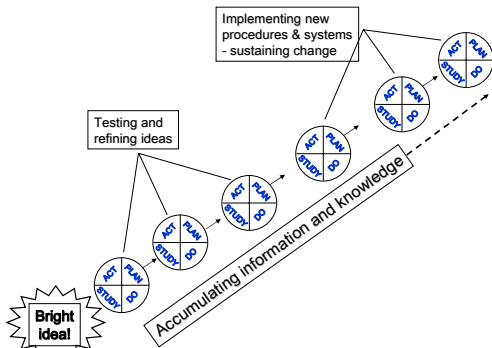 Implementing new
procedures & systems
- sustaining change
Testing and
refining ideas
ACT PLAN
STUDY DO
ACT PLAN
STUDY DO
ACT PLAN
STUDY DO
ACT PLAN
STUDY DO
ACT PLAN
STUDY DO
ACT PLAN
STUDY DO
Accumulating information and knowledge
Bright
idea!